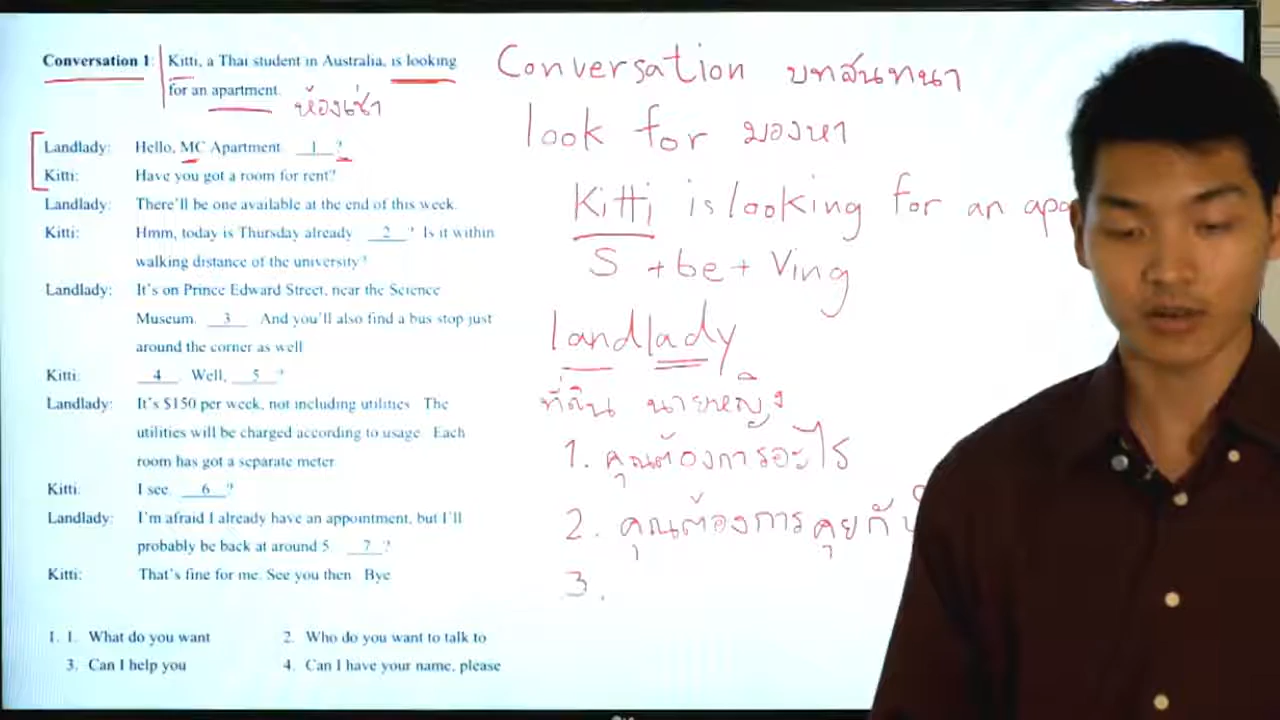 Conversation 1: Kitti, a Thai student in Australia, is looking
for an apartment.
ห้องเช่า
Landlady: Hello, MC Apartment. 1 ?
Kitti: Have you got a room for rent?
Landlady: There'll be one available at the end of this week.
Kitti: Hmm, today is Thursday already. 2 ? Is it within
walking distance of the university?
Landlady: It's on Prince Edward Street, near the Science
Museum. 3 And you'll also find a bus stop just
around the corner as well
Kitti: 4 . Well, 5 ?
Landlady: It's $150 per week, not including utilities. The
utilities will be charged according to usage. Each
room has got a separate meter.
Kitti: I see. 6 ?
Landlady: I'm afraid I already have an appointment, but I'll
probably be back at around 5. 7 ?
Kitti: That's fine for me. See you then. Bye
1. 1. What do you want 2. Who do you want to talk to
3. Can I help you 4. Can I have your name, please
Conversation บทสนทนา
look for มองหา
Kitti is looking for an
S + be + Ving
landlady
ที่ดิน นายหญิง
1. คุณต้องการอะไร
2. คุณต้องการคุยกับ
3.